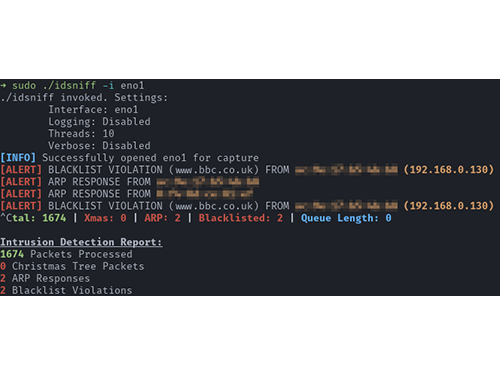 → sudo ./idsniff -i eno1
./idsniff invoked. Settings:
Interface: eno1
Logging: Disabled
Threads: 10
Verbose: Disabled
[INFO] Successfully opened eno1 for capture
[ALERT] BLACKLIST VIOLATION (www.bbc.co.uk) FROM (192.168.0.130)
[ALERT] ARP RESPONSE FROM
[ALERT] ARP RESPONSE FROM
[ALERT] BLACKLIST VIOLATION (www.bbc.co.uk) FROM (192.168.0.130)
^Ctal: 1674 | Xmas: 0 | ARP: 2 | Blacklisted: 2 | Queue Length: 0
Intrusion Detection Report:
1674 Packets Processed
0 Christmas Tree Packets
2 ARP Responses
2 Blacklist Violations